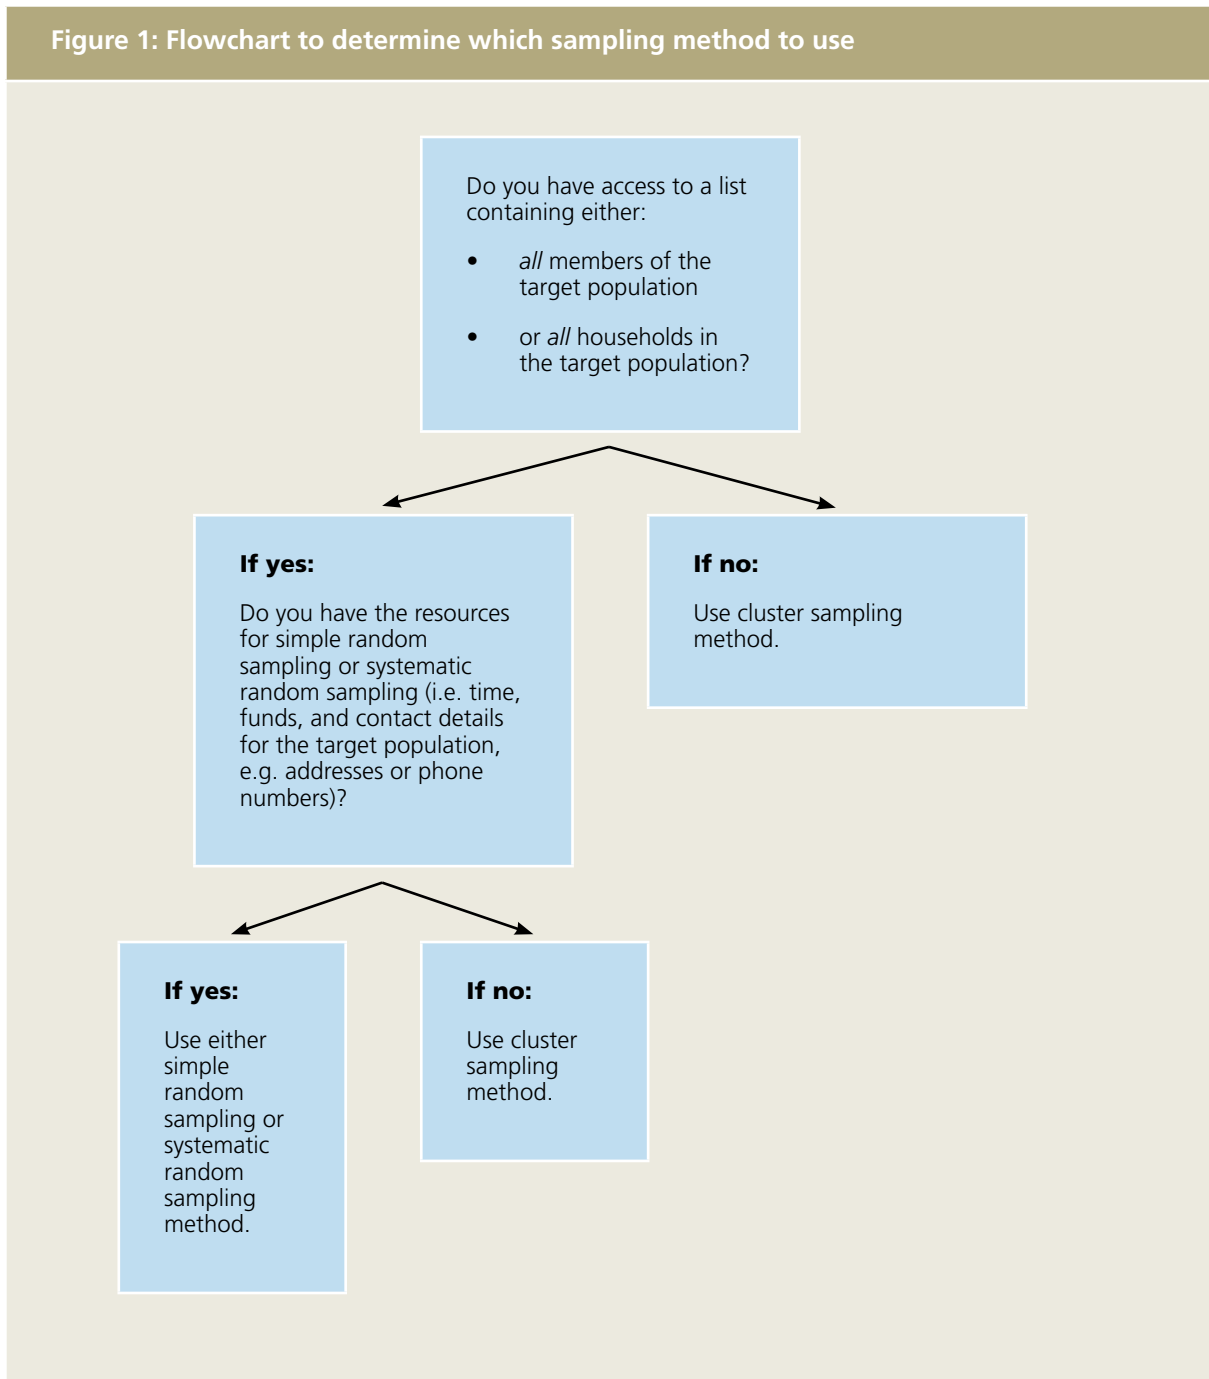 Figure 1: Flowchart to determine which sampling method to use
Do you have access to a list
containing either:
• all members of the
target population
• or all households in
the target population?
If yes:
Do you have the resources
for simple random
sampling or systematic
random sampling (i.e. time,
funds, and contact details
for the target population,
e.g. addresses or phone
numbers)?
If no:
Use cluster sampling
method.
If yes:
Use either
simple
random
sampling or
systematic
random
sampling
method.
If no:
Use cluster
sampling
method.